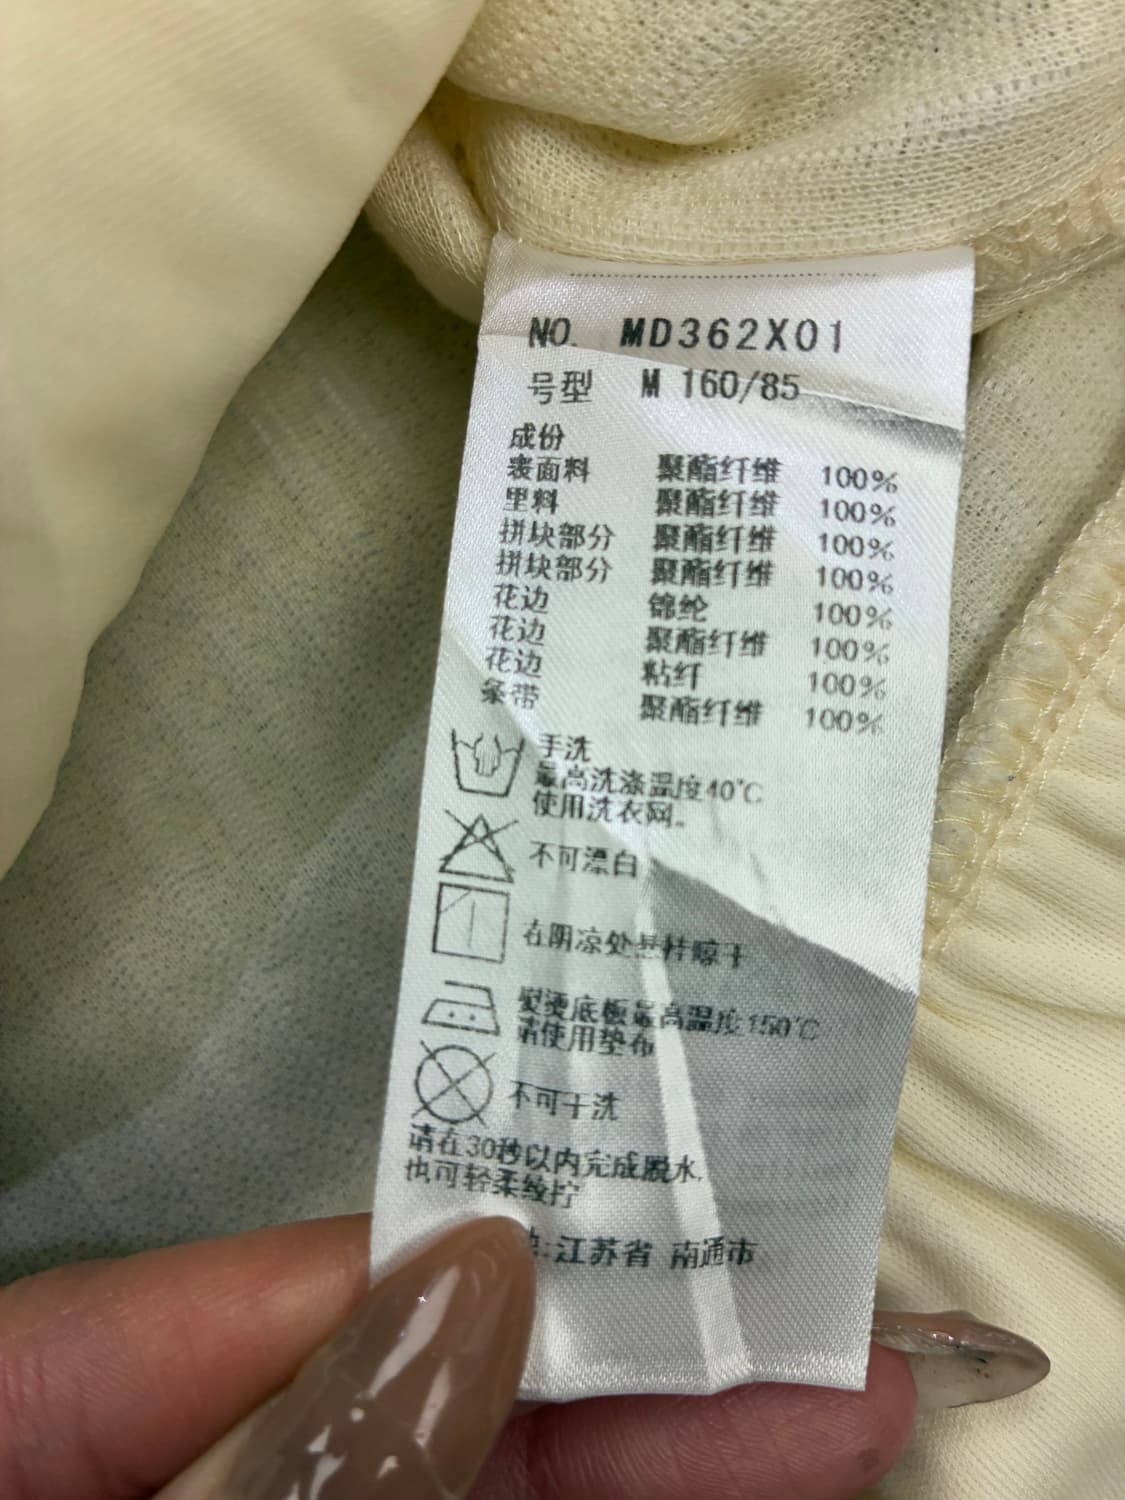 NO. MD362X01
号型 M 160/85
成份
表面料 聚酯纤维 100%
里料 聚酯纤维 100%
拼块部分 聚酯纤维 100%
拼块部分 聚酯纤维 100%
花边 锦纶 100%
花边 聚酯纤维 100%
花边 粘纤 100%
条带 聚酯纤维 100%
手洗
最高洗涤温度40℃
使用洗衣网。
不可漂白
在阴凉处悬挂晾干
熨烫底板最高温度150℃
请使用垫布
不可干洗
请在30秒以内完成脱水,
也可轻柔绞拧
:江苏省 南通市